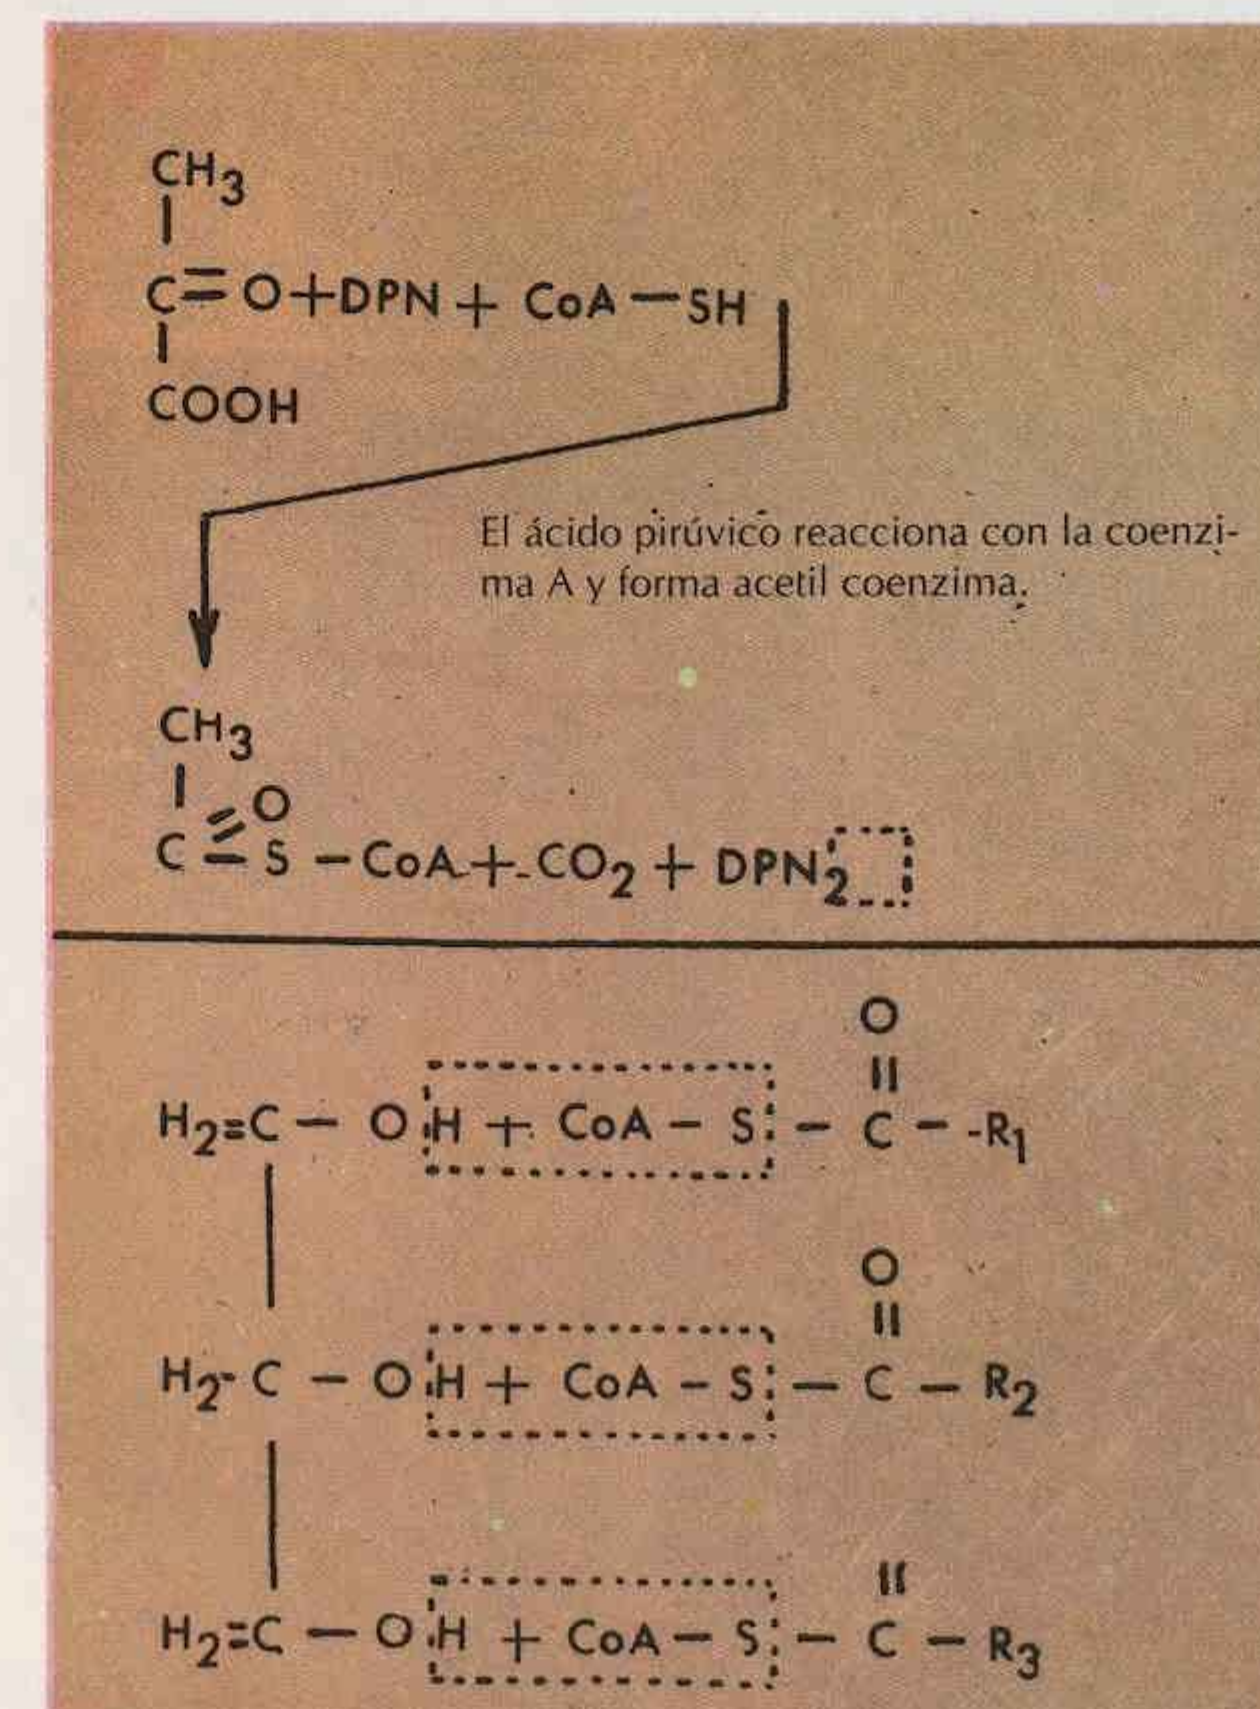 CH3
C=O+DPN+ CoA—SH
COOH
El ácido pirúvico reacciona con la coenzi-
ma A y forma acetil coenzima.
CH3
O
C — S — CoA + CO2 + DPN2
O
H2=C — O H + CoA — S — C — -R1
O
H2- C — O H + CoA — S — C — R2
H2=C — O H + CoA — S — C — R3